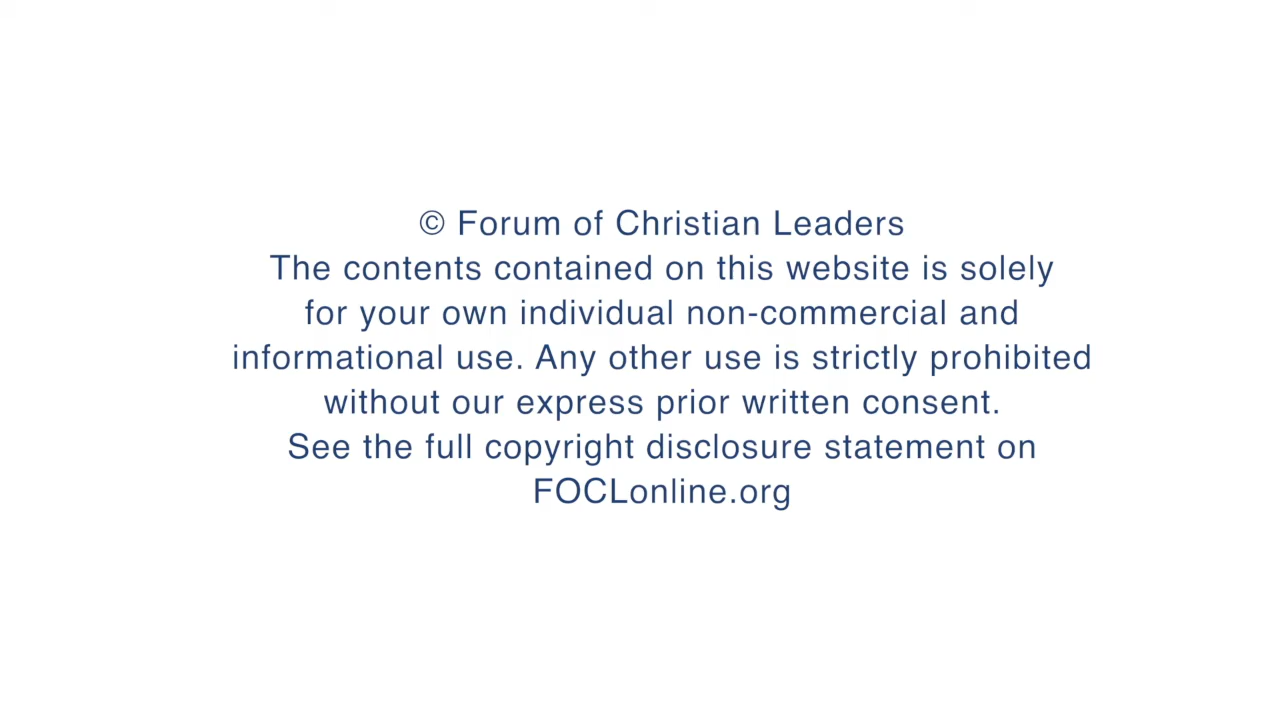 © Forum of Christian Leaders
The contents contained on this website is solely
for your own individual non-commercial and
informational use. Any other use is strictly prohibited
without our express prior written consent.
See the full copyright disclosure statement on
FOCLonline.org